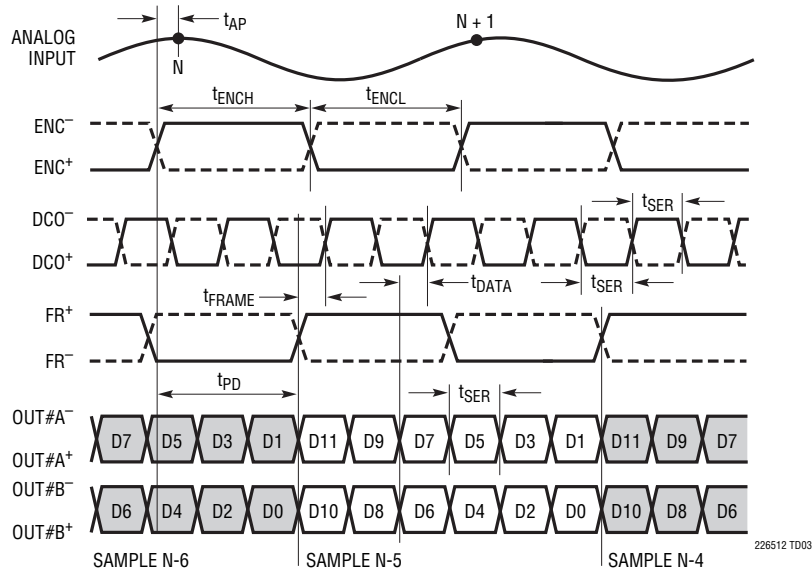 ANALOG
INPUT
tAP
N
N + 1
tENCH
tENCL
ENC–
ENC+
DCO–
DCO+
tSER
tFRAME
tDATA
tSER
FR+
FR–
tPD
tSER
OUT#A–
OUT#A+
D7 D5 D3 D1 D11 D9 D7 D5 D3 D1 D11 D9 D7
OUT#B–
OUT#B+
D6 D4 D2 D0 D10 D8 D6 D4 D2 D0 D10 D8 D6
SAMPLE N-6
SAMPLE N-5
SAMPLE N-4
226512 TD03